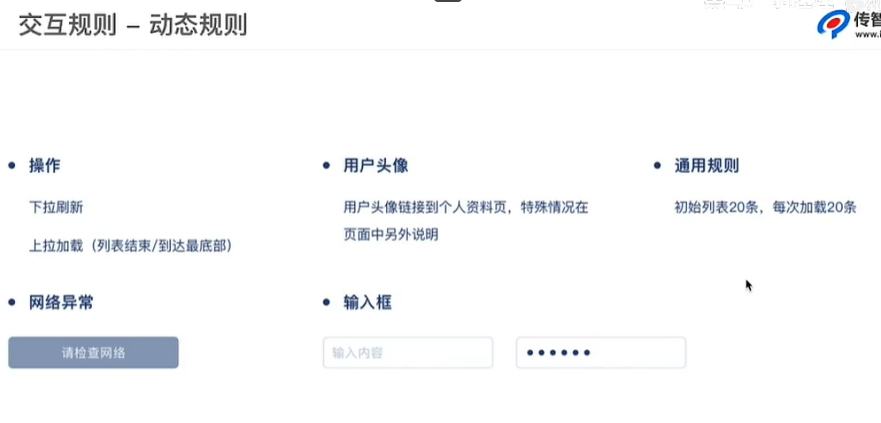 交互规则 – 动态规则
传智
www.i
操作
下拉刷新
上拉加载（列表结束/到达最底部）
用户头像
用户头像链接到个人资料页，特殊情况在
页面中另外说明
通用规则
初始列表20条，每次加载20条
网络异常
请检查网络
输入框
输入内容
●●●●●●